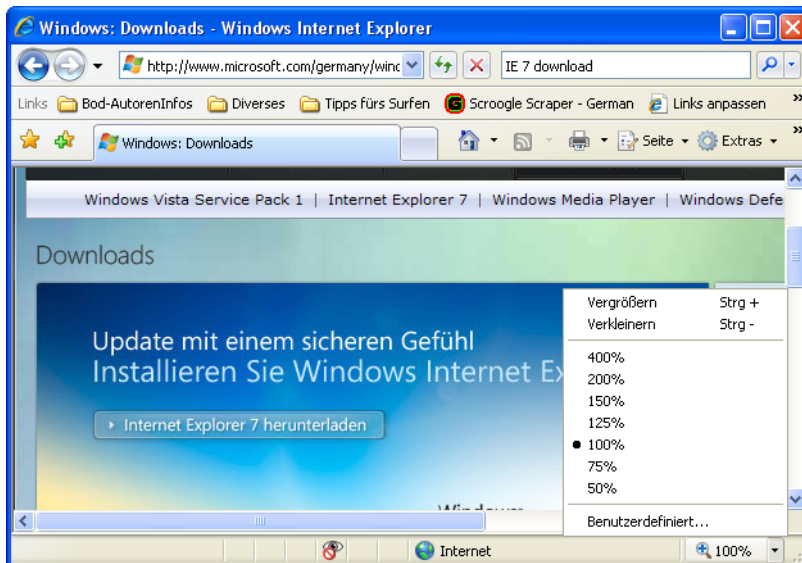 Windows: Downloads - Windows Internet Explorer
http://www.microsoft.com/germany/winc
IE 7 download
Links Bod-AutorenInfos Diverses Tipps fürs Surfen Scroogle Scraper - German Links anpassen »
Windows: Downloads Seite Extras »
Windows Vista Service Pack 1 | Internet Explorer 7 | Windows Media Player | Windows Defe
Downloads
Update mit einem sicheren Gefühl
Installieren Sie Windows Internet Ex
Internet Explorer 7 herunterladen
Vergrößern Strg +
Verkleinern Strg -
400%
200%
150%
125%
100%
75%
50%
Benutzerdefiniert...
Internet 100%